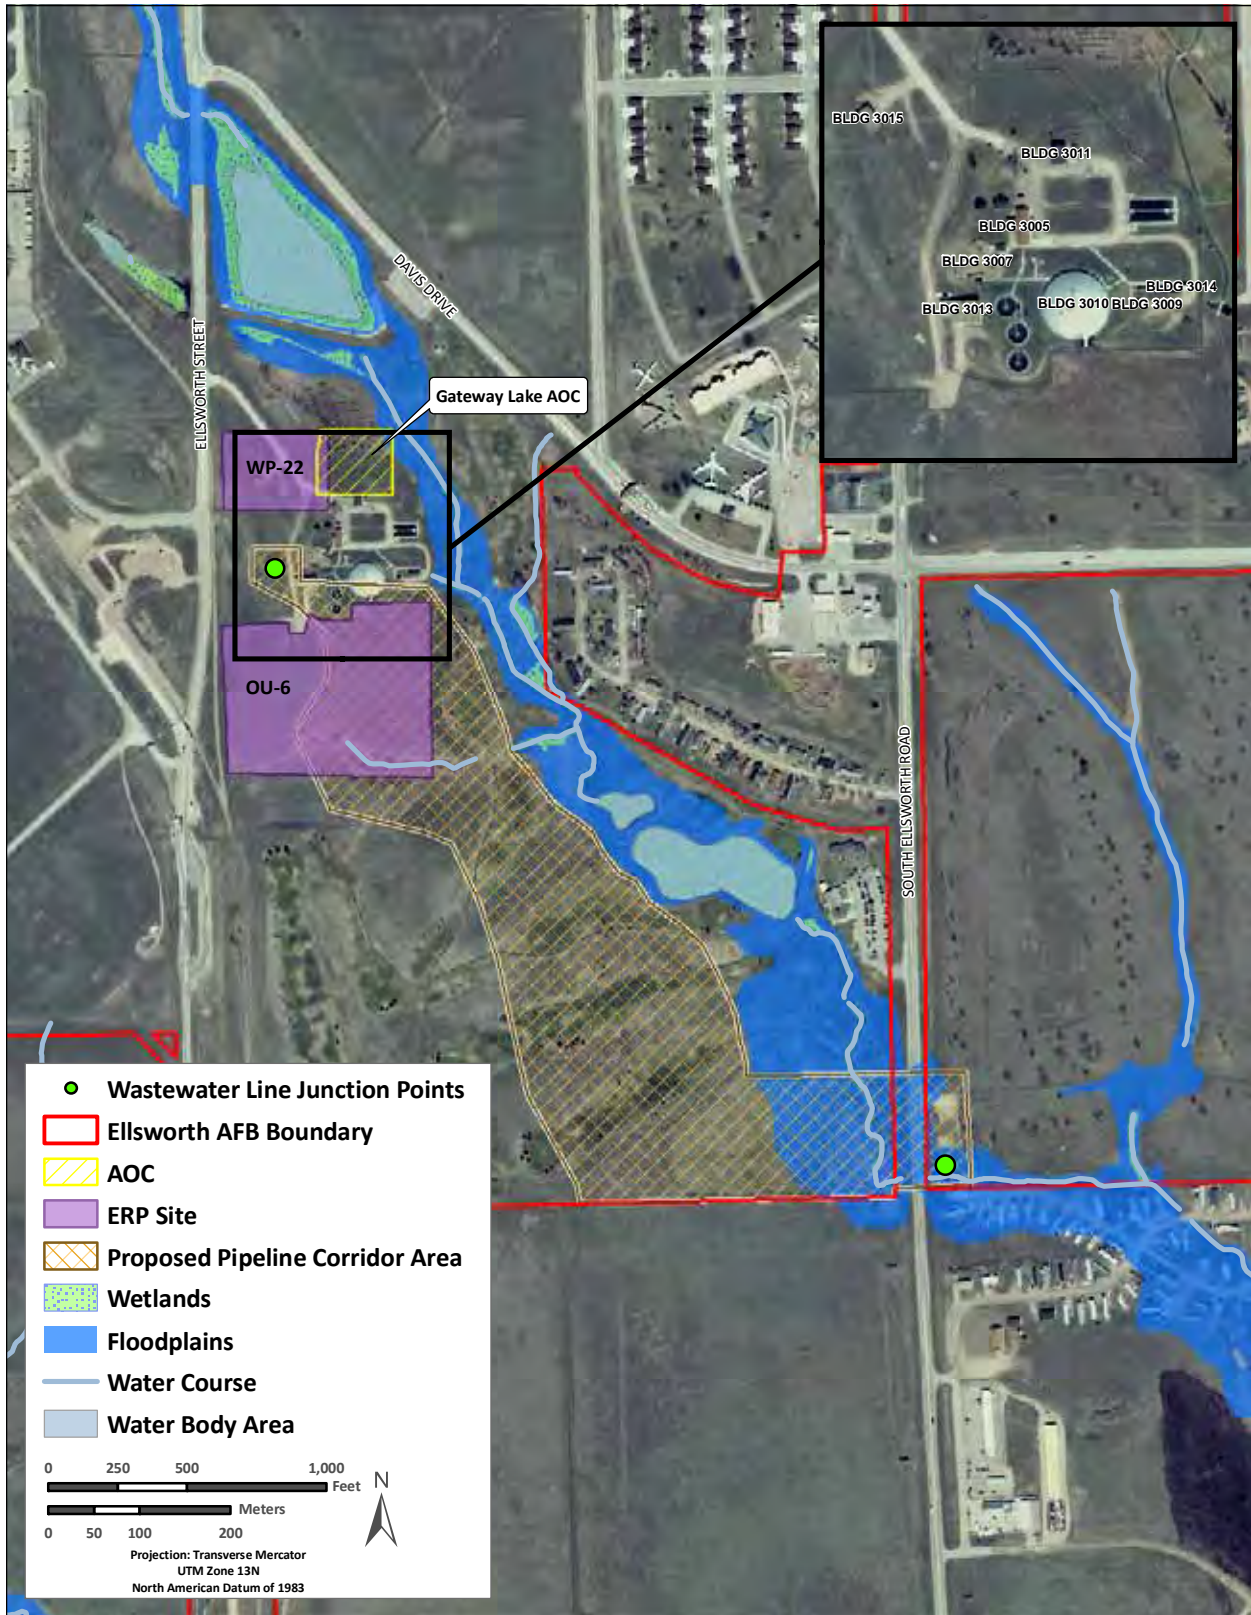 BLDG 3015
BLDG 3011
BLDG 3005
BLDG 3007
BLDG 3014
BLDG 3013
BLDG 3010
BLDG 3009
DAVIS DRIVE
ELLSWORTH STREET
Gateway Lake AOC
WP-22
OU-6
SOUTH ELLSWORTH ROAD
Wastewater Line Junction Points
Ellsworth AFB Boundary
AOC
ERP Site
Proposed Pipeline Corridor Area
Wetlands
Floodplains
Water Course
Water Body Area
0 250 500 1,000
Feet
N
Meters
0 50 100 200
Projection: Transverse Mercator
UTM Zone 13N
North American Datum of 1983